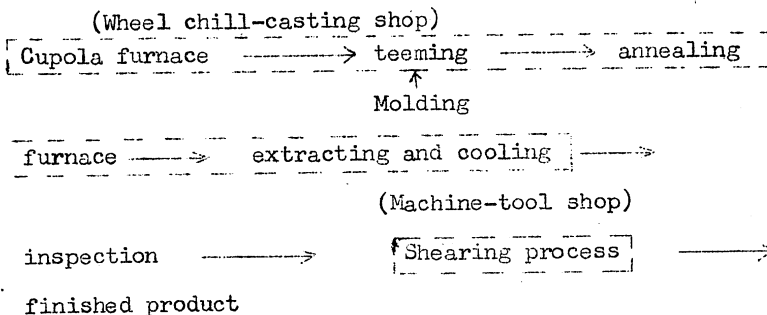 (Wheel chill-casting shop)
Cupola furnace → teeming → annealing
↑
Molding
furnace → extracting and cooling →
(Machine-tool shop)
inspection → Shearing process →
finished product